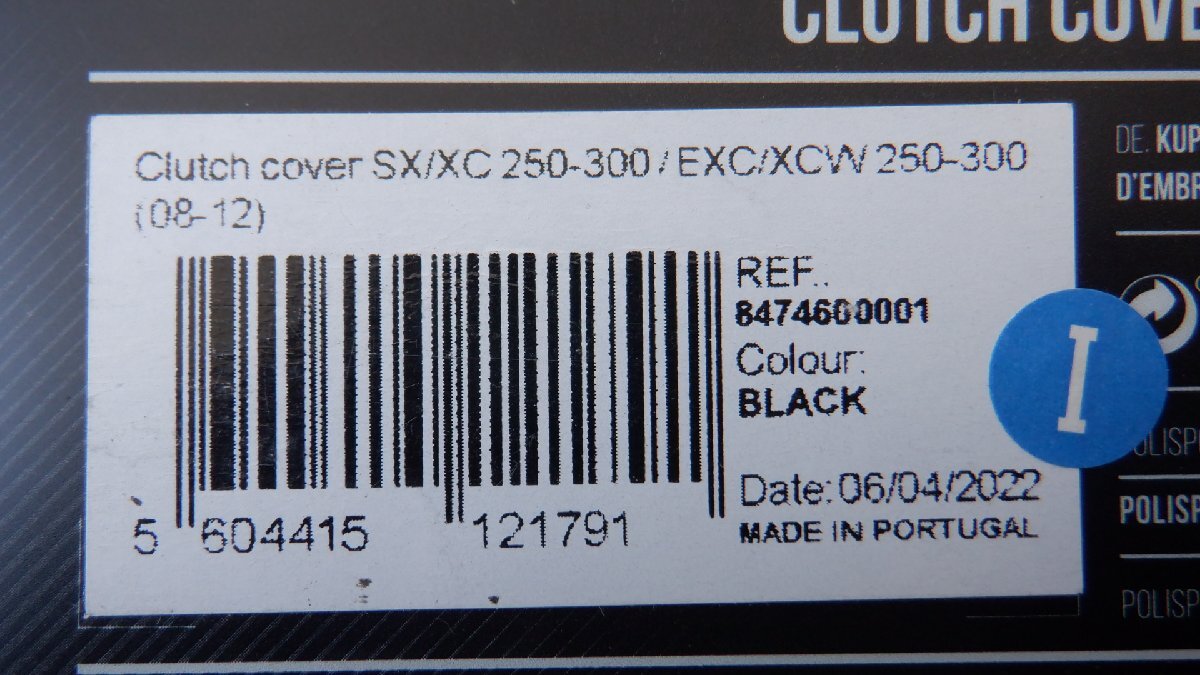 CLUTCH COVE
Clutch cover SX/XC 250-300 / EXC/XCW 250-300
(08-12)
REF.:
8474600001
Colour:
BLACK
Date: 06/04/2022
MADE IN PORTUGAL
5 604415 121791
DE. KUP
D'EMBR
I
OLISPO
POLISP
POLISP